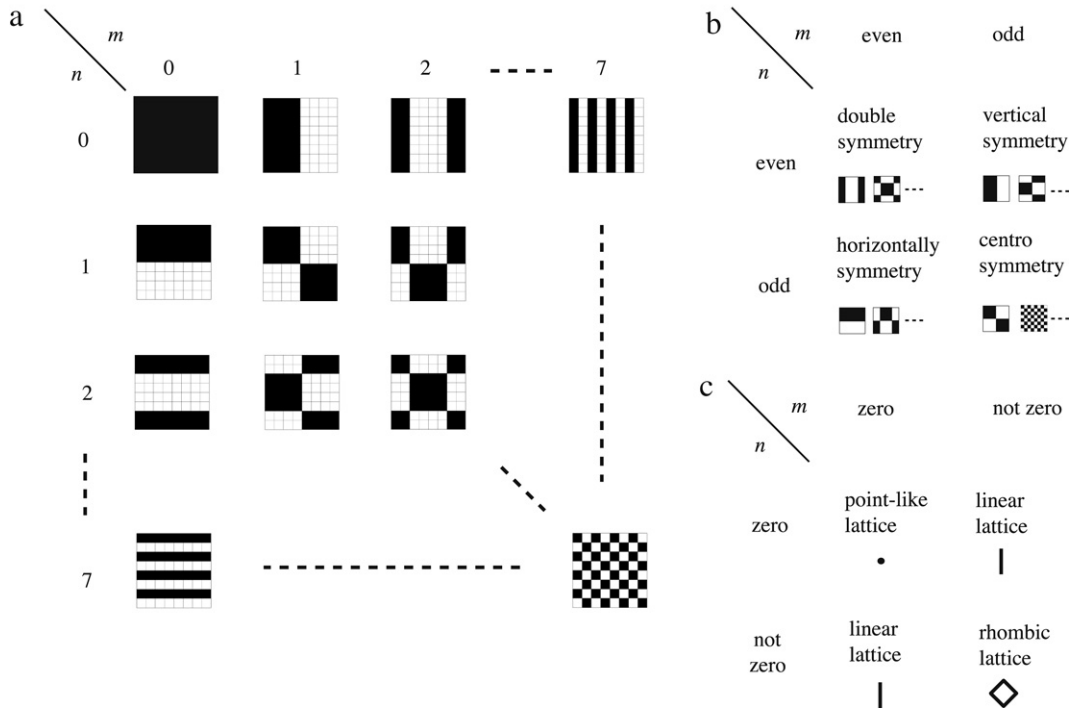 a
m
n
0 1 2 7
0
1
2
7
b
m
n
even odd
even
double
symmetry
vertical
symmetry
odd
horizontally
symmetry
centro
symmetry
c
m
n
zero not zero
zero
point-like
lattice
linear
lattice
not
zero
linear
lattice
rhombic
lattice